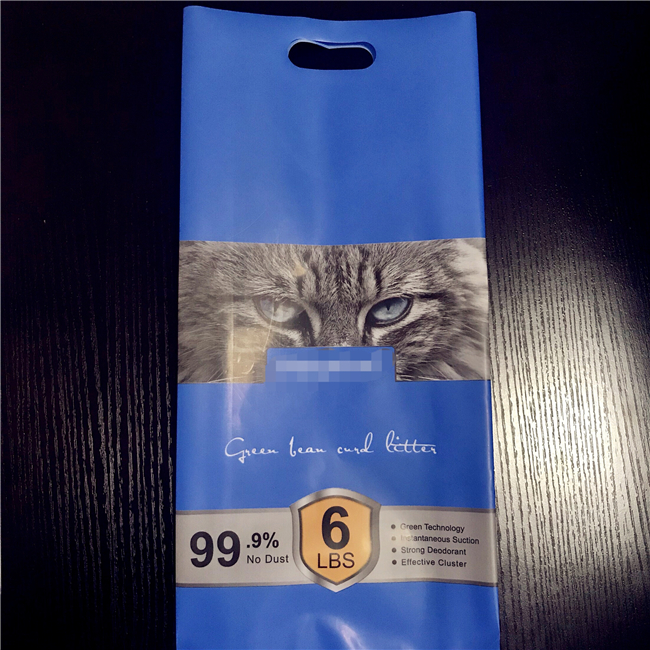 Green bean curd litter
99.9% No Dust
6
LBS
Green Technology
Instantaneous Suction
Strong Deodorant
Effective Cluster